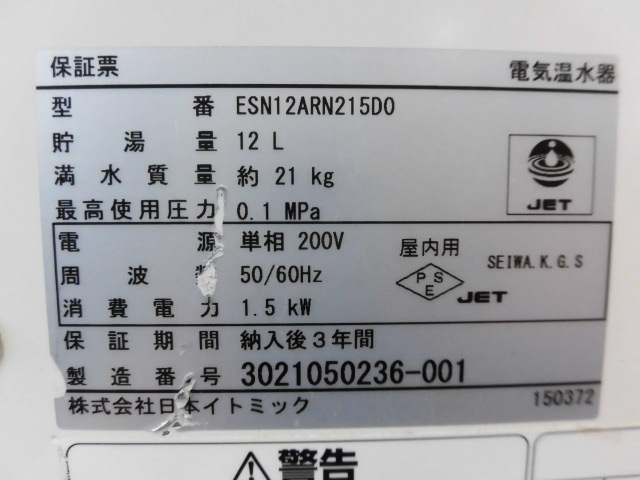 保証票 電気温水器
型番 ESN12ARN215D0
貯湯量 12 L
満水質量 約 21 kg
最高使用圧力 0.1 MPa
JET
電源 単相 200V 屋内用
周波数 50/60Hz PSE JET SEIWA.K.G.S
消費電力 1.5 kW
保証期間 納入後3年間
製造番号 3021050236-001
株式会社日本イトミック 150372
警告